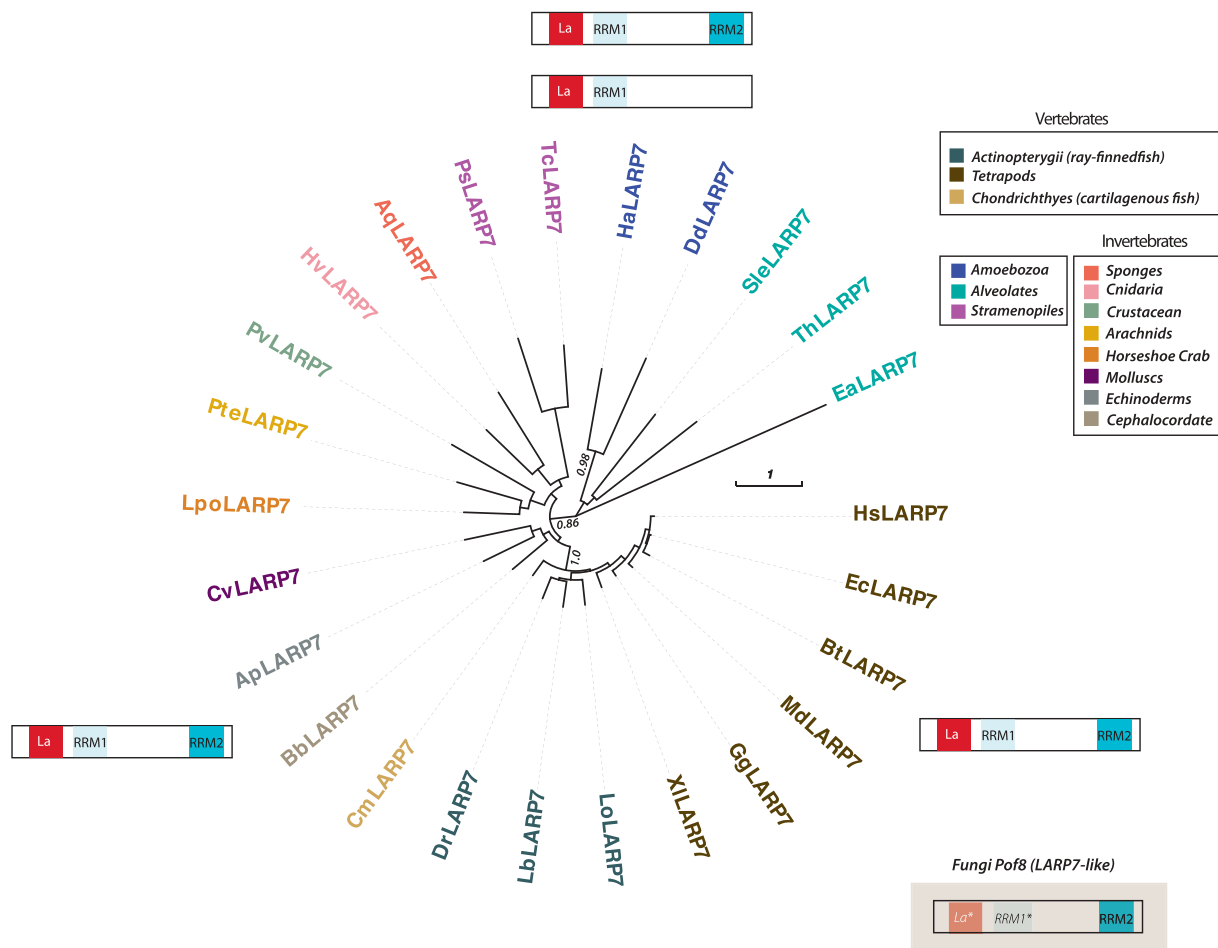 La RRM1 RRM2
La RRM1
Vertebrates
Actinopterygii (ray-finnedfish)
Tetrapods
Chondrichthyes (cartilagenous fish)
Invertebrates
Amoebozoa
Alveolates
Stramenopiles
Sponges
Cnidaria
Crustacean
Arachnids
Horseshoe Crab
Molluscs
Echinoderms
Cephalocordate
TcLARP7
HaLARP7
DdLARP7
SleLARP7
ThLARP7
EaLARP7
HsLARP7
EcLARP7
BtLARP7
MdLARP7
GgLARP7
XlLARP7
LoLARP7
LbLARP7
DrLARP7
CmLARP7
BbLARP7
ApLARP7
CvLARP7
LpoLARP7
PteLARP7
PvLARP7
HvLARP7
AqLARP7
PsLARP7
0.98
0.86
1.0
1
La RRM1 RRM2
La RRM1 RRM2
Fungi Pof8 (LARP7-like)
La* RRM1* RRM2